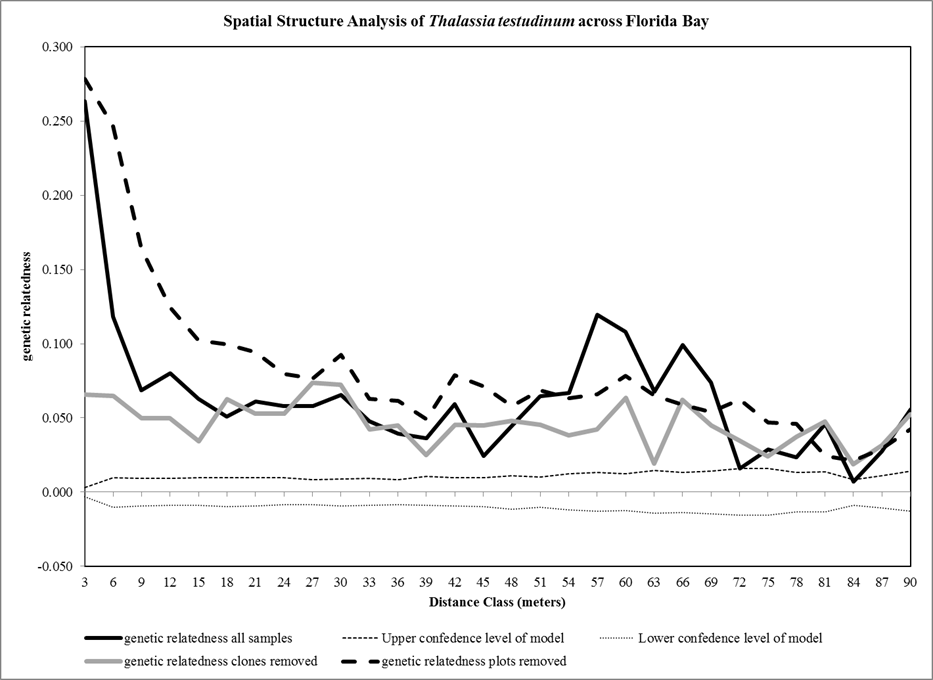 Spatial Structure Analysis of Thalassia testudinum across Florida Bay
0.300
0.250
0.200
0.150
0.100
0.050
0.000
-0.050
genetic relatedness
3 6 9 12 15 18 21 24 27 30 33 36 39 42 45 48 51 54 57 60 63 66 69 72 75 78 81 84 87 90
Distance Class (meters)
genetic relatedness all samples Upper confedence level of model Lower confedence level of model
genetic relatedness clones removed genetic relatedness plots removed